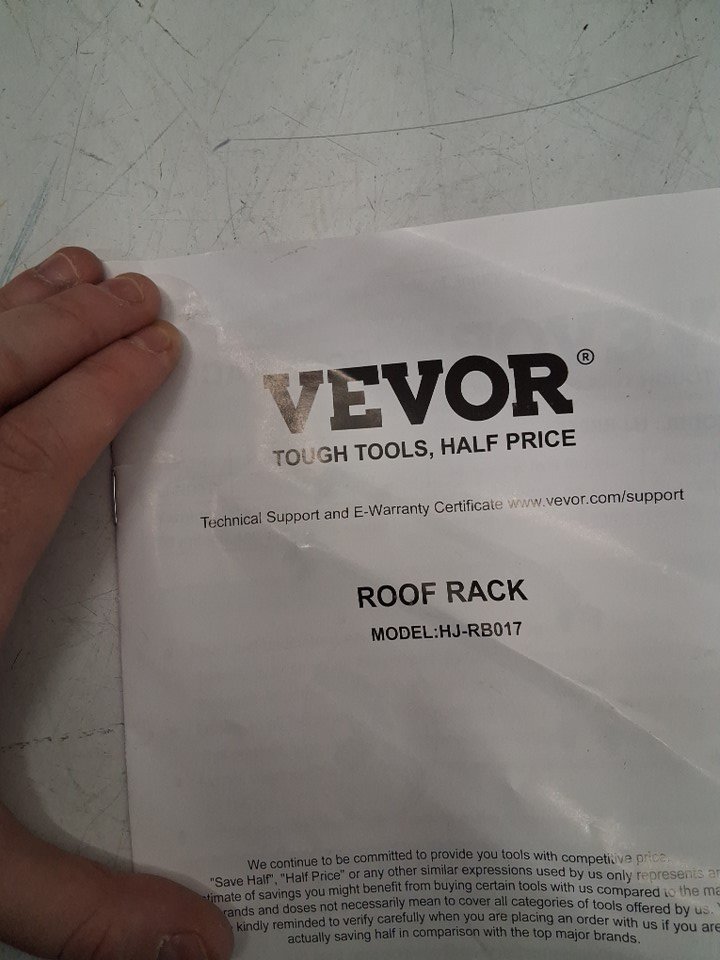 VEVOR®
TOUGH TOOLS, HALF PRICE
Technical Support and E-Warranty Certificate www.vevor.com/support
ROOF RACK
MODEL:HJ-RB017
We continue to be committed to provide you tools with competitive price.
"Save Half", "Half Price" or any other similar expressions used by us only represents
of savings you might benefit from buying certain tools with us compared to the
and doses not necessarily mean to cover all categories of tools offered by us.
kindly reminded to verify carefully when you are placing an order with us if you are
actually saving half in comparison with the top major brands.